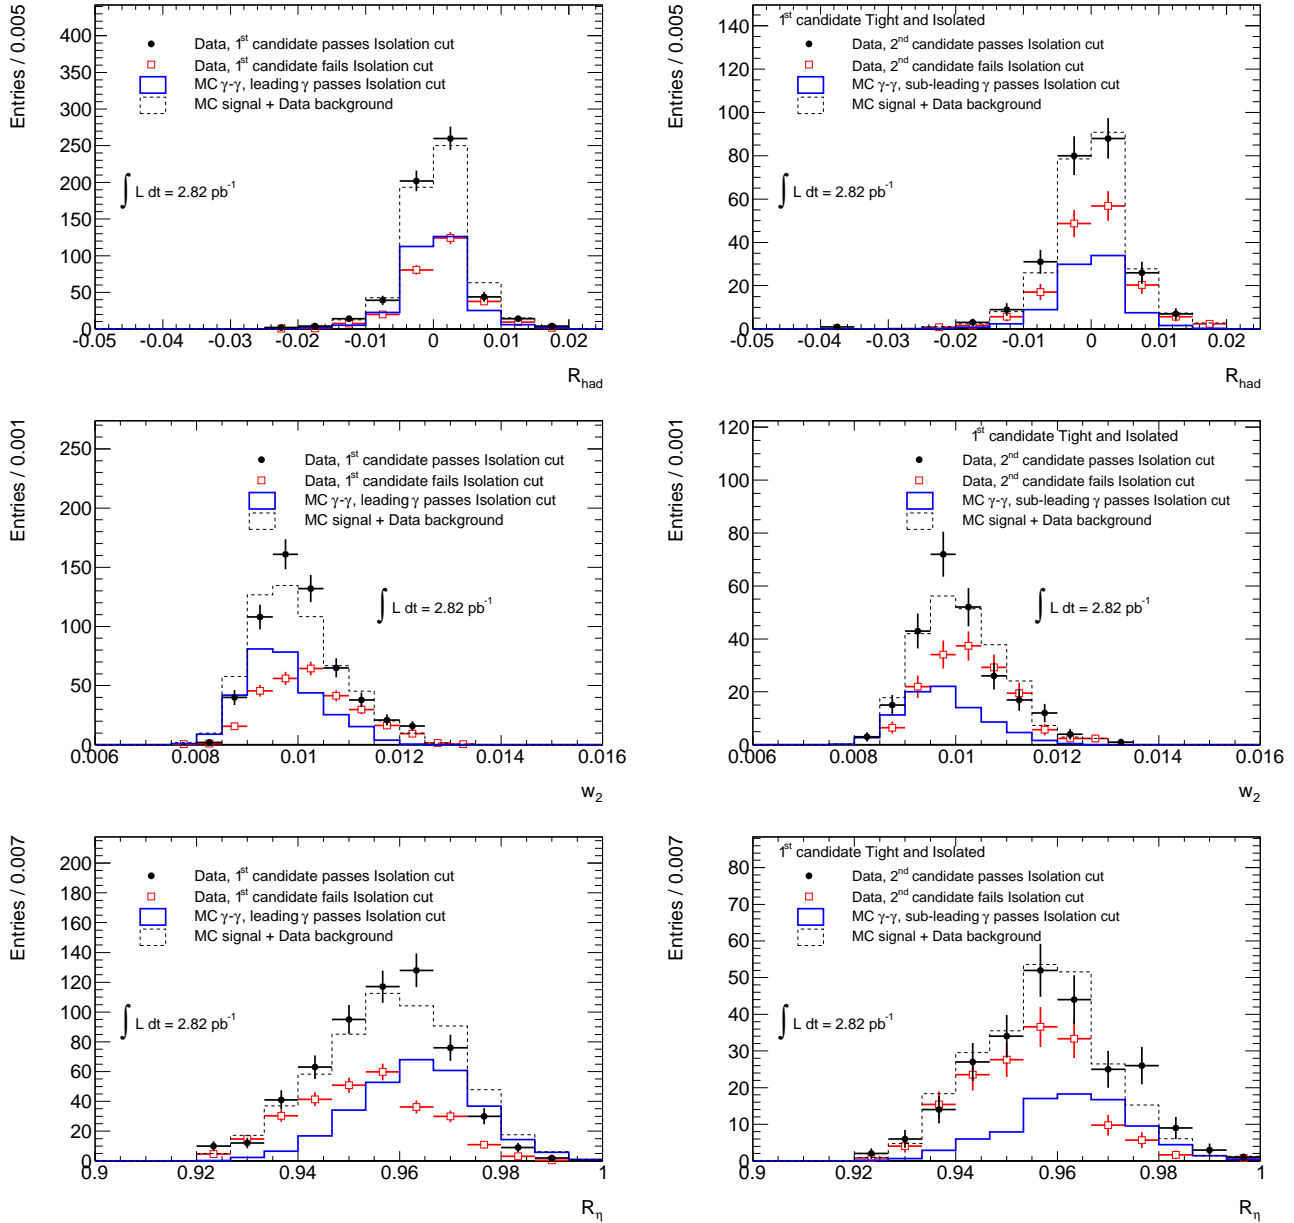 Entries / 0.005
400
350
300
250
200
150
100
50
0
Data, 1st candidate passes Isolation cut
Data, 1st candidate fails Isolation cut
MC γ-γ, leading γ passes Isolation cut
MC signal + Data background
∫ L dt = 2.82 pb-1
-0.05 -0.04 -0.03 -0.02 -0.01 0 0.01 0.02
Rhad
Entries / 0.005
140
120
100
80
60
40
20
0
1st candidate Tight and Isolated
Data, 2nd candidate passes Isolation cut
Data, 2nd candidate fails Isolation cut
MC γ-γ, sub-leading γ passes Isolation cut
MC signal + Data background
∫ L dt = 2.82 pb-1
-0.05 -0.04 -0.03 -0.02 -0.01 0 0.01 0.02
Rhad
Entries / 0.001
250
200
150
100
50
0
Data, 1st candidate passes Isolation cut
Data, 1st candidate fails Isolation cut
MC γ-γ, leading γ passes Isolation cut
MC signal + Data background
∫ L dt = 2.82 pb-1
0.006 0.008 0.01 0.012 0.014 0.016
w2
Entries / 0.001
120
100
80
60
40
20
0
1st candidate Tight and Isolated
Data, 2nd candidate passes Isolation cut
Data, 2nd candidate fails Isolation cut
MC γ-γ, sub-leading γ passes Isolation cut
MC signal + Data background
∫ L dt = 2.82 pb-1
0.006 0.008 0.01 0.012 0.014 0.016
w2
Entries / 0.007
200
180
160
140
120
100
80
60
40
20
0
Data, 1st candidate passes Isolation cut
Data, 1st candidate fails Isolation cut
MC γ-γ, leading γ passes Isolation cut
MC signal + Data background
∫ L dt = 2.82 pb-1
0.9 0.92 0.94 0.96 0.98 1
Rη
Entries / 0.007
80
70
60
50
40
30
20
10
0
1st candidate Tight and Isolated
Data, 2nd candidate passes Isolation cut
Data, 2nd candidate fails Isolation cut
MC γ-γ, sub-leading γ passes Isolation cut
MC signal + Data background
∫ L dt = 2.82 pb-1
0.9 0.92 0.94 0.96 0.98 1
Rη